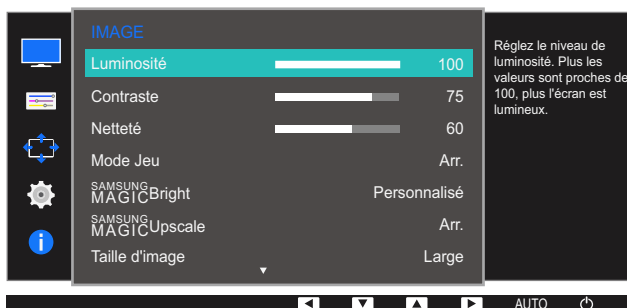 IMAGE
Luminosité 100
Contraste 75
Netteté 60
Mode Jeu Arr.
SAMSUNG MAGIC Bright Personnalisé
SAMSUNG MAGIC Upscale Arr.
Taille d'image Large
Réglez le niveau de
luminosité. Plus les
valeurs sont proches de
100, plus l'écran est
lumineux.
AUTO